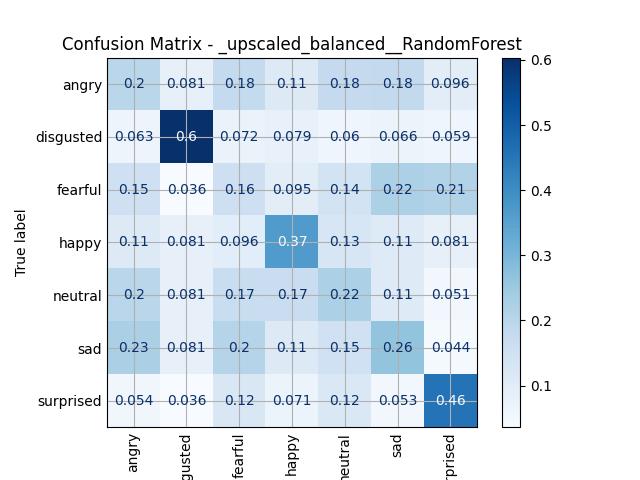 Confusion Matrix - _upscaled_balanced__RandomForest
angry 0.2 0.081 0.18 0.11 0.18 0.18 0.096
disgusted 0.063 0.6 0.072 0.079 0.06 0.066 0.059
fearful 0.15 0.036 0.16 0.095 0.14 0.22 0.21
happy 0.11 0.081 0.096 0.37 0.13 0.11 0.081
neutral 0.2 0.081 0.17 0.17 0.22 0.11 0.051
sad 0.23 0.081 0.2 0.11 0.15 0.26 0.044
surprised 0.054 0.036 0.12 0.071 0.12 0.053 0.46
True label
angry
gusted
fearful
happy
neutral
sad
prised
0.6
0.5
0.4
0.3
0.2
0.1